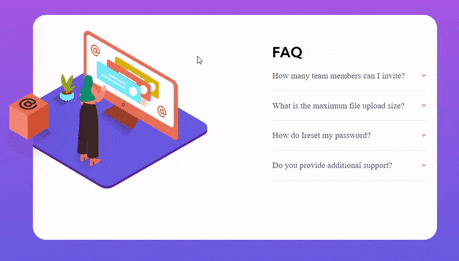 FAQ
How many team members can I invite?
What is the maximum file upload size?
How do Ireset my password?
Do you provide additional support?
@
@
@